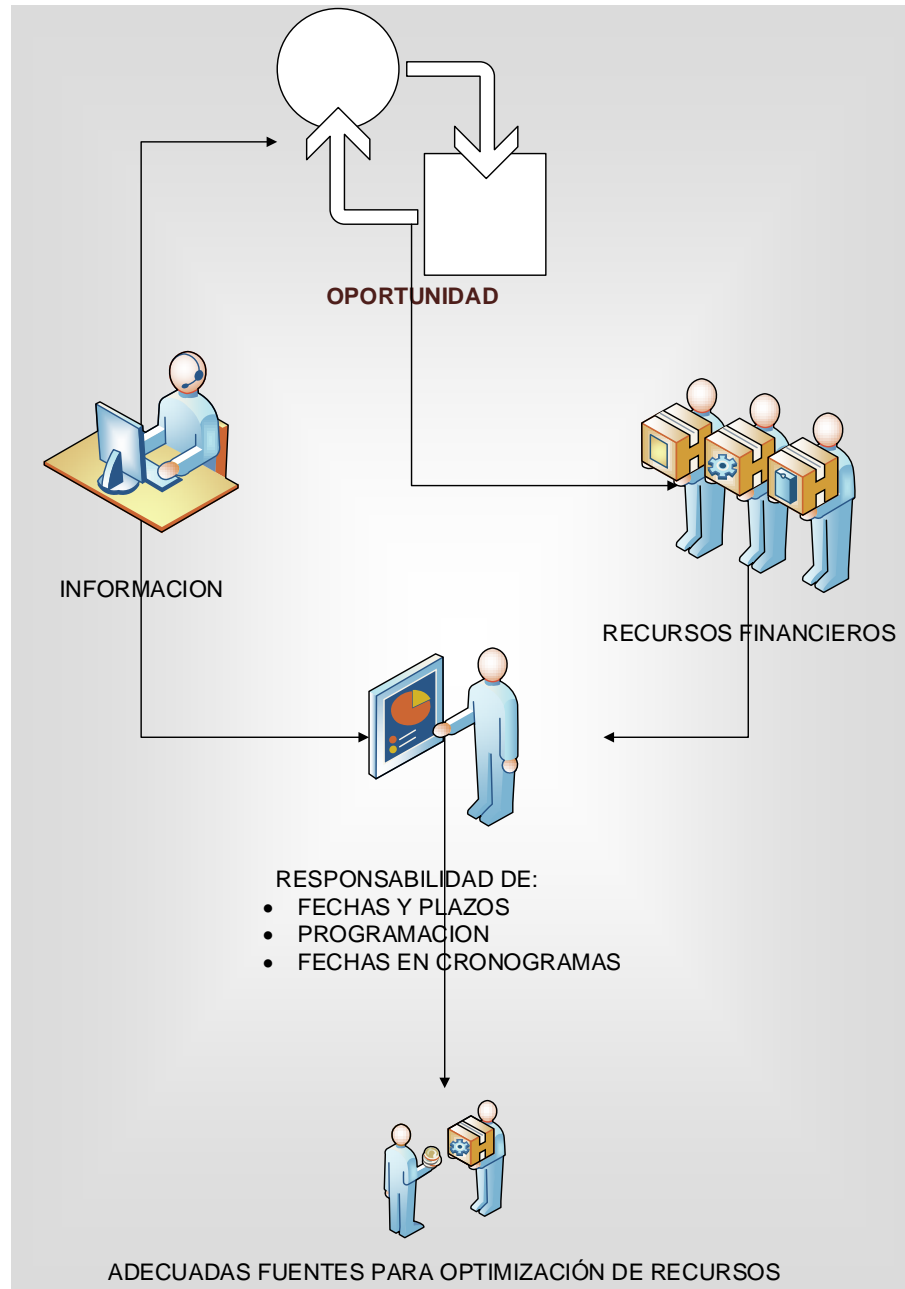 OPORTUNIDAD
INFORMACION
RECURSOS FINANCIEROS
RESPONSABILIDAD DE:
• FECHAS Y PLAZOS
• PROGRAMACION
• FECHAS EN CRONOGRAMAS
ADECUADAS FUENTES PARA OPTIMIZACIÓN DE RECURSOS